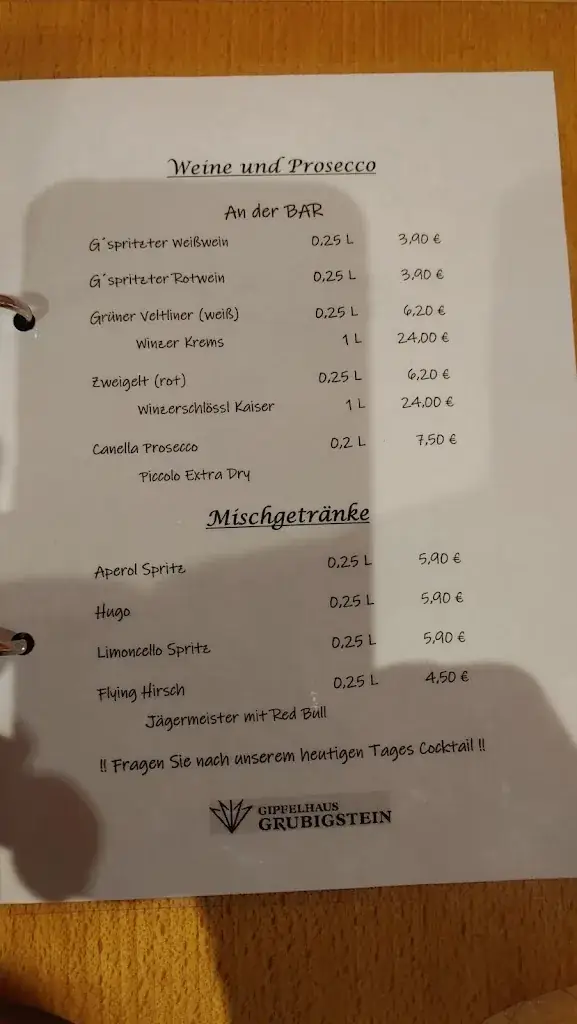 Weine und Prosecco
An der BAR
G´spritzter Weißwein 0,25 L 3,90 €
G´spritzter Rotwein 0,25 L 3,90 €
Grüner Veltliner (weiß) 0,25 L 6,20 €
Winzer Krems 1 L 24,00 €
Zweigelt (rot) 0,25 L 6,20 €
Winzerschlössl Kaiser 1 L 24,00 €
Canella Prosecco 0,2 L 7,50 €
Piccolo Extra Dry
Mischgetränke
Aperol Spritz 0,25 L 5,90 €
Hugo 0,25 L 5,90 €
Limoncello Spritz 0,25 L 5,90 €
Flying Hirsch 0,25 L 4,50 €
Jägermeister mit Red Bull
!! Fragen Sie nach unserem heutigen Tages Cocktail !!
GIPFELHAUS
GRUBIGSTEIN